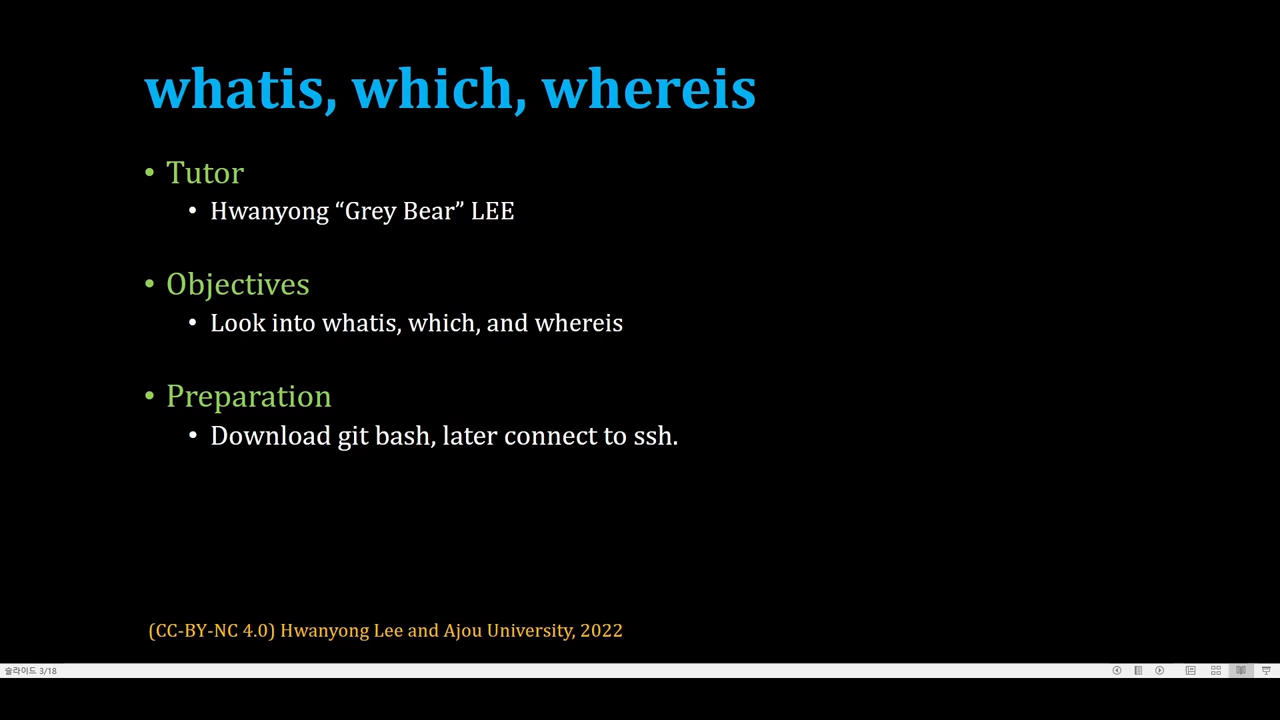 whatis, which, whereis
• Tutor
• Hwanyong “Grey Bear” LEE
• Objectives
• Look into whatis, which, and whereis
• Preparation
• Download git bash, later connect to ssh.
(CC-BY-NC 4.0) Hwanyong Lee and Ajou University, 2022
슬라이드 3/18